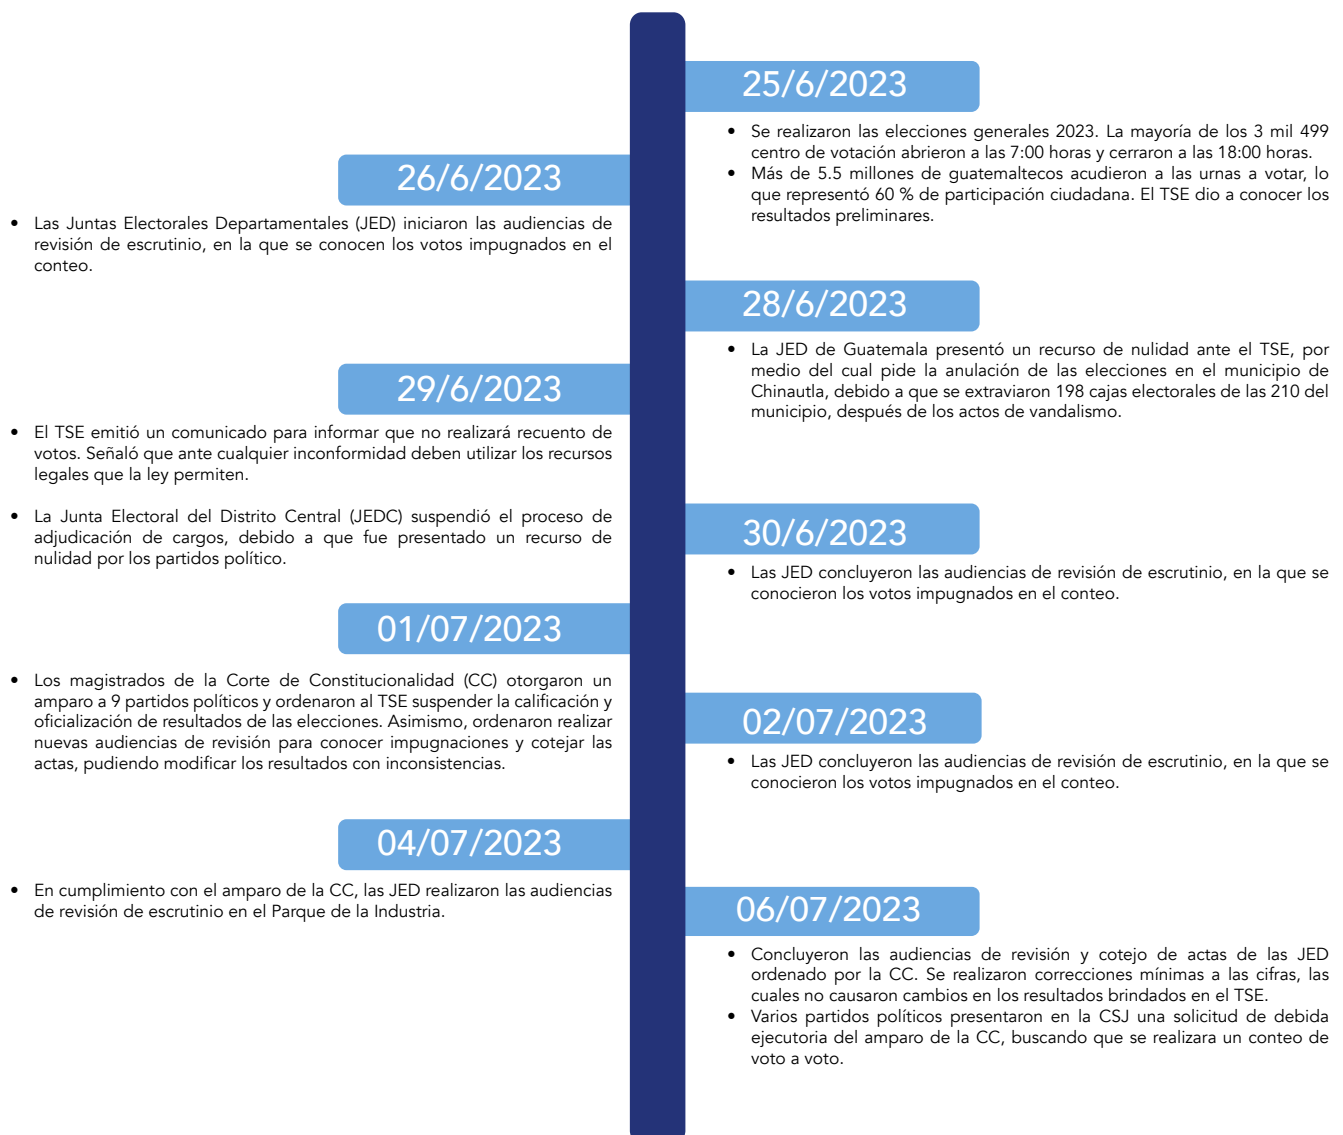 25/6/2023
• Se realizaron las elecciones generales 2023. La mayoría de los 3 mil 499
centro de votación abrieron a las 7:00 horas y cerraron a las 18:00 horas.
• Más de 5.5 millones de guatemaltecos acudieron a las urnas a votar, lo
que representó 60 % de participación ciudadana. El TSE dio a conocer los
resultados preliminares.
26/6/2023
• Las Juntas Electorales Departamentales (JED) iniciaron las audiencias de
revisión de escrutinio, en la que se conocen los votos impugnados en el
conteo.
28/6/2023
• La JED de Guatemala presentó un recurso de nulidad ante el TSE, por
medio del cual pide la anulación de las elecciones en el municipio de
Chinautla, debido a que se extraviaron 198 cajas electorales de las 210 del
municipio, después de los actos de vandalismo.
29/6/2023
• El TSE emitió un comunicado para informar que no realizará recuento de
votos. Señaló que ante cualquier inconformidad deben utilizar los recursos
legales que la ley permiten.
• La Junta Electoral del Distrito Central (JEDC) suspendió el proceso de
adjudicación de cargos, debido a que fue presentado un recurso de
nulidad por los partidos político.
30/6/2023
• Las JED concluyeron las audiencias de revisión de escrutinio, en la que se
conocieron los votos impugnados en el conteo.
01/07/2023
• Los magistrados de la Corte de Constitucionalidad (CC) otorgaron un
amparo a 9 partidos políticos y ordenaron al TSE suspender la calificación y
oficialización de resultados de las elecciones. Asimismo, ordenaron realizar
nuevas audiencias de revisión para conocer impugnaciones y cotejar las
actas, pudiendo modificar los resultados con inconsistencias.
02/07/2023
• Las JED concluyeron las audiencias de revisión de escrutinio, en la que se
conocieron los votos impugnados en el conteo.
04/07/2023
• En cumplimiento con el amparo de la CC, las JED realizaron las audiencias
de revisión de escrutinio en el Parque de la Industria.
06/07/2023
• Concluyeron las audiencias de revisión y cotejo de actas de las JED
ordenado por la CC. Se realizaron correcciones mínimas a las cifras, las
cuales no causaron cambios en los resultados brindados en el TSE.
• Varios partidos políticos presentaron en la CSJ una solicitud de debida
ejecutoria del amparo de la CC, buscando que se realizara un conteo de
voto a voto.